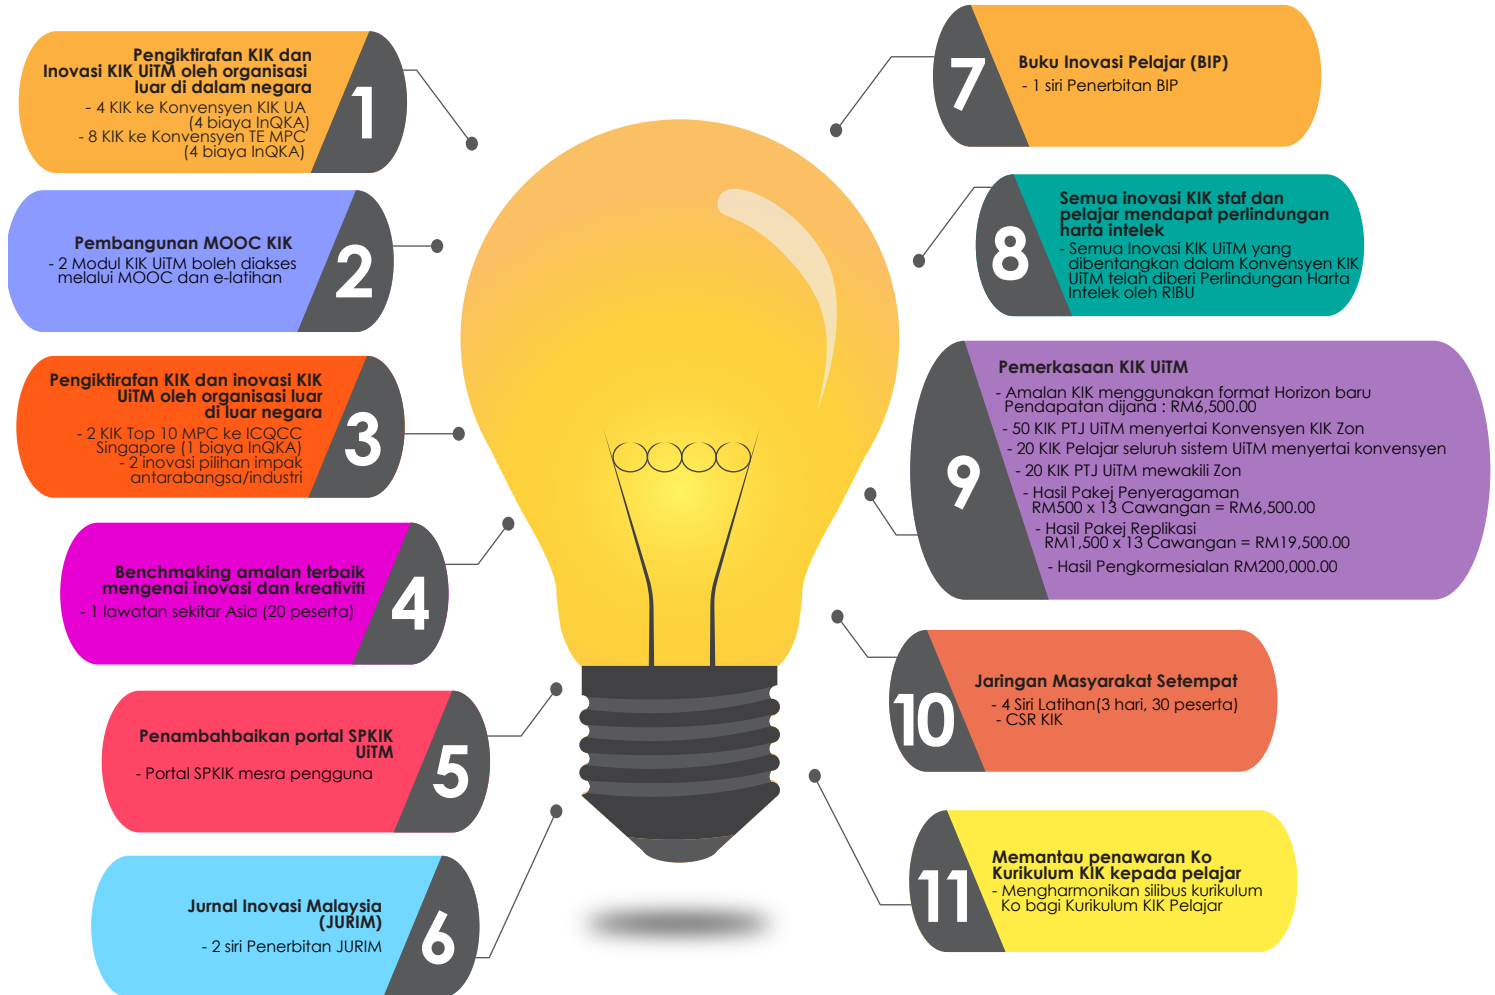 Pengiktirafan KIK dan
Inovasi KIK UiTM oleh organisasi
luar di dalam negara
- 4 KIK ke Konvensyen KIK UA
(4 biaya InQKA)
- 8 KIK ke Konvensyen TE MPC
(4 biaya InQKA)
1
Pembangunan MOOC KIK
- 2 Modul KIK UiTM boleh diakses
melalui MOOC dan e-latihan
2
Pengiktirafan KIK dan inovasi KIK
UiTM oleh organisasi luar
di luar negara
- 2 KIK Top 10 MPC ke ICQCC
Singapore (1 biaya InQKA)
- 2 inovasi pilihan impak
antarabangsa/industri
3
Benchmaking amalan terbaik
mengenai inovasi dan kreativiti
- 1 lawatan sekitar Asia (20 peserta)
4
Penambahbaikan portal SPKIK
UiTM
- Portal SPKIK mesra pengguna
5
Jurnal Inovasi Malaysia
(JURIM)
- 2 siri Penerbitan JURIM
6
7
Buku Inovasi Pelajar (BIP)
- 1 siri Penerbitan BIP
8
Semua inovasi KIK staf dan
pelajar mendapat perlindungan
harta intelek
- Semua Inovasi KIK UiTM yang
dibentangkan dalam Konvensyen KIK
UiTM telah diberi Perlindungan Harta
Intelek oleh RIBU
9
Pemerkasaan KIK UiTM
- Amalan KIK menggunakan format Horizon baru
Pendapatan dijana : RM6,500.00
- 50 KIK PTJ UiTM menyertai Konvensyen KIK Zon
- 20 KIK Pelajar seluruh sistem UiTM menyertai konvensyen
- 20 KIK PTJ UiTM mewakili Zon
- Hasil Pakej Penyeragaman
RM500 x 13 Cawangan = RM6,500.00
- Hasil Pakej Replikasi
RM1,500 x 13 Cawangan = RM19,500.00
- Hasil Pengkormesialan RM200,000.00
10
Jaringan Masyarakat Setempat
- 4 Siri Latihan(3 hari, 30 peserta)
- CSR KIK
11
Memantau penawaran Ko
Kurikulum KIK kepada pelajar
- Mengharmonikan silibus kurikulum
Ko bagi Kurikulum KIK Pelajar